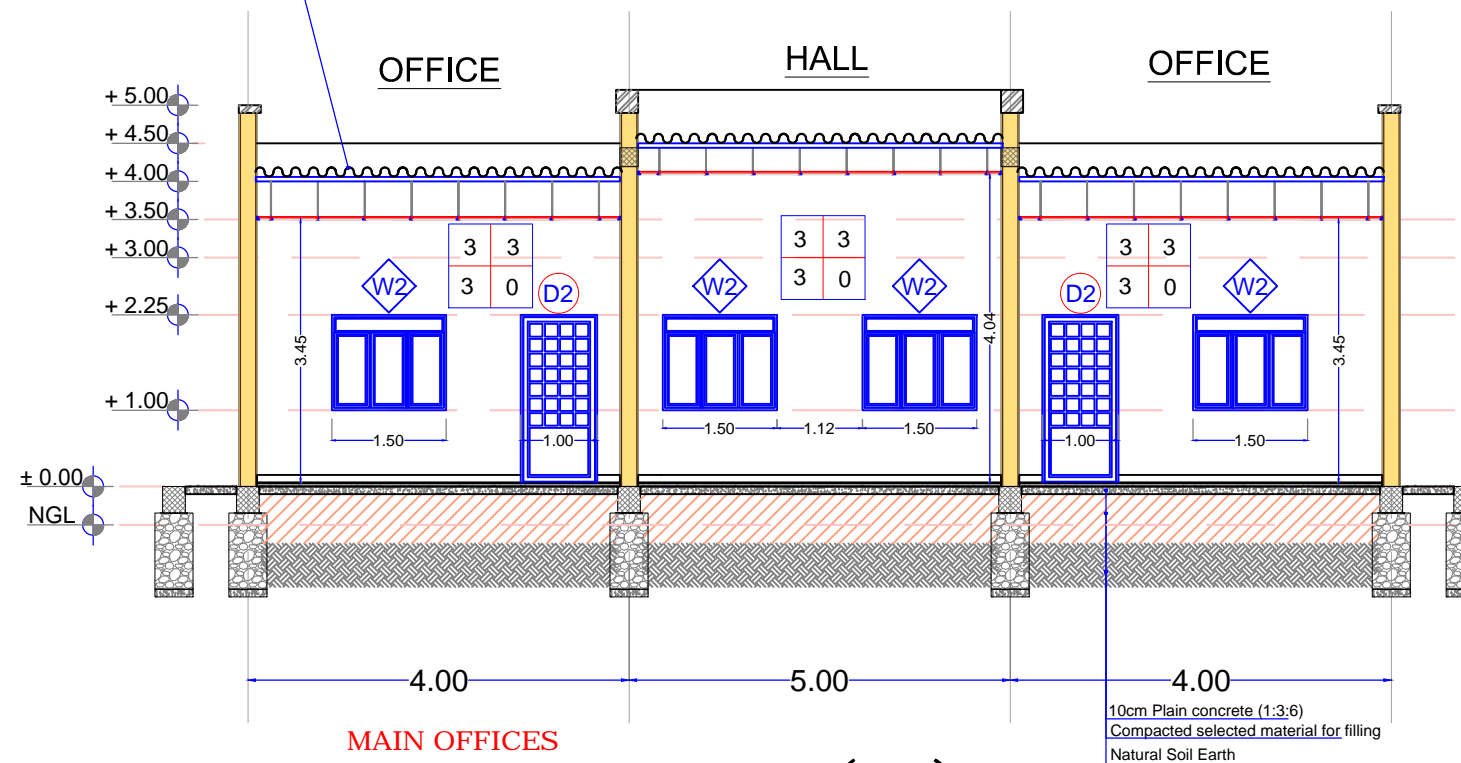 OFFICE
HALL
OFFICE
+ 5.00
+ 4.50
+ 4.00
+ 3.50
+ 3.00
+ 2.25
+ 1.00
± 0.00
NGL
3 3
3 0
3 3
3 0
3 3
3 0
W2
D2
W2
W2
D2
W2
3.45
4.04
3.45
1.50
1.00
1.50
1.12
1.50
1.00
1.50
4.00
5.00
4.00
10cm Plain concrete (1:3:6)
Compacted selected material for filling
Natural Soil Earth
MAIN OFFICES